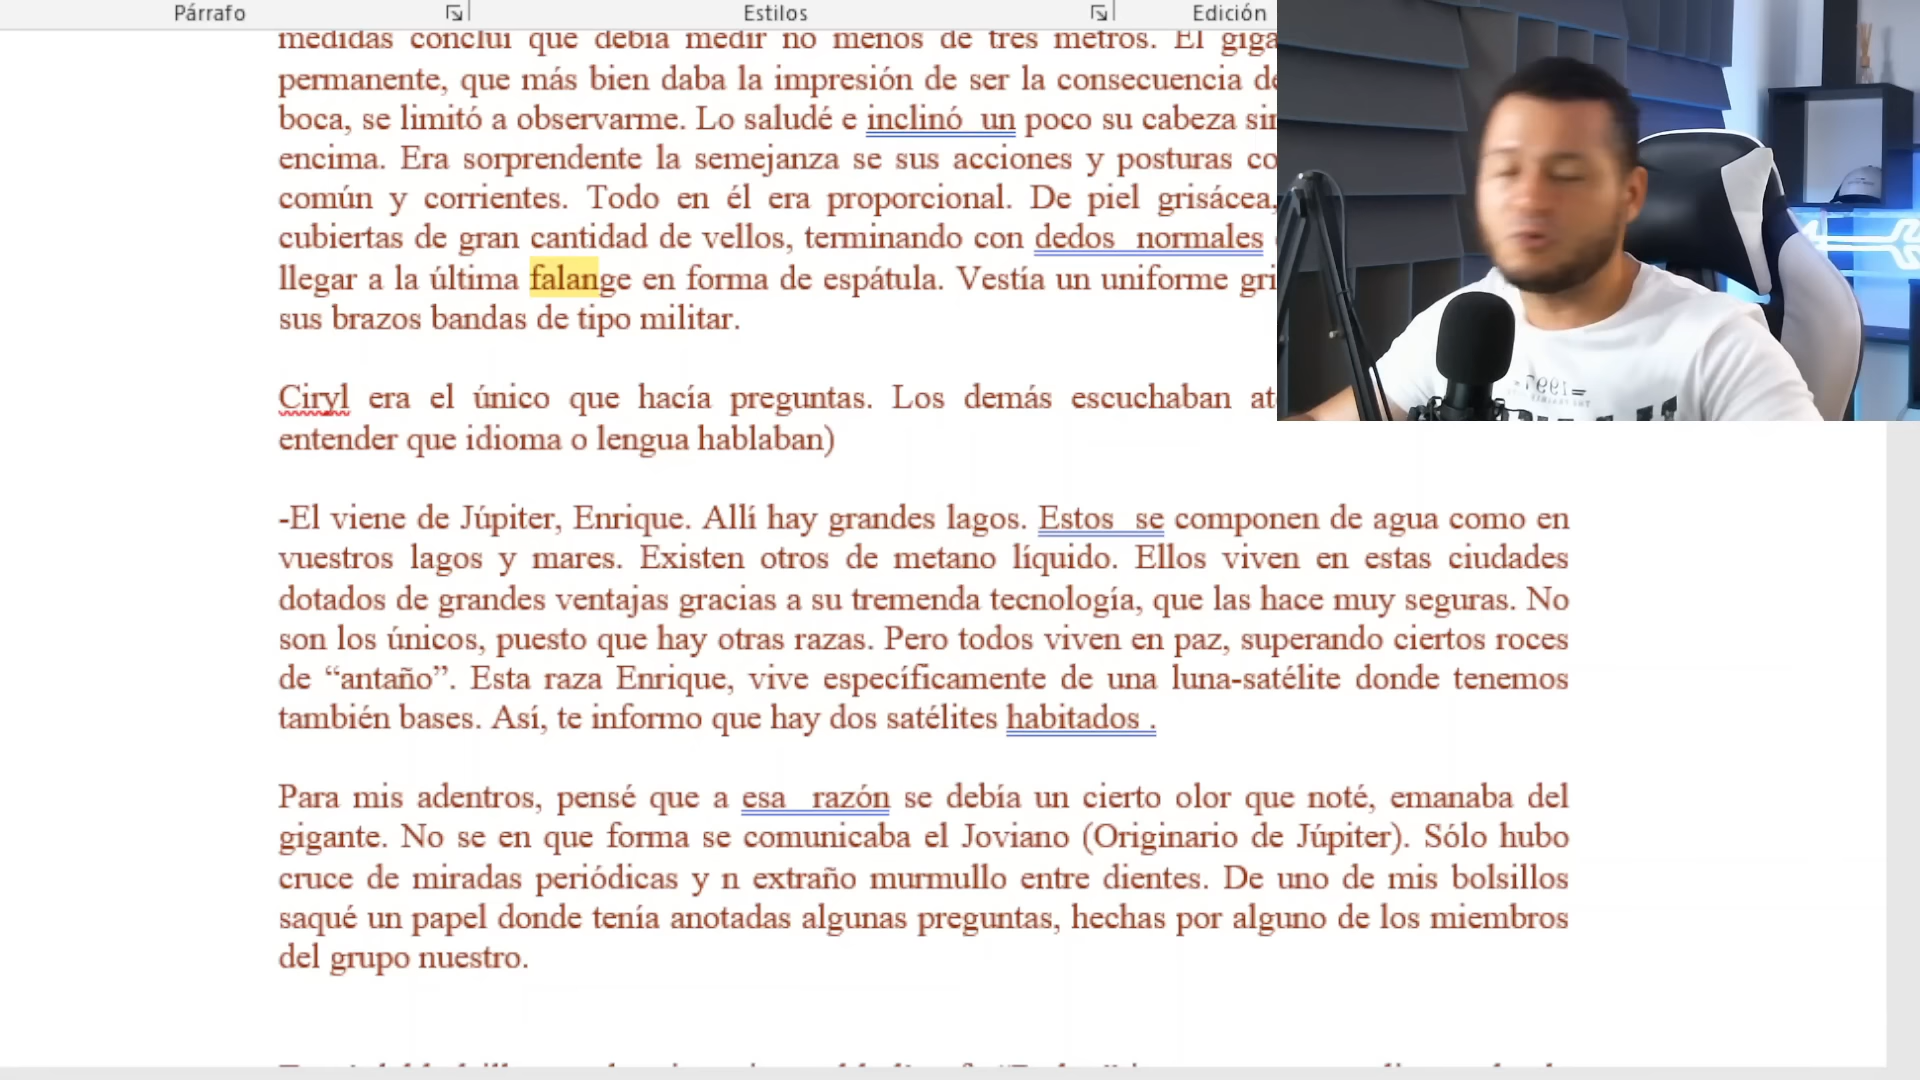 Párrafo
Estilos
Edición
medidas conclui que debía medir no menos de tres metros. El
permanente, que más bien daba la impresión de ser la consecuencia
boca, se limitó a observarme. Lo saludé e inclinó un poco su cabeza
encima. Era sorprendente la semejanza se sus acciones y posturas
común y corrientes. Todo en él era proporcional. De piel grisácea,
cubiertas de gran cantidad de vellos, terminando con dedos normales
llegar a la última falange en forma de espátula. Vestía un uniforme
sus brazos bandas de tipo militar.
Ciryl era el único que hacía preguntas. Los demás escuchaban
entender que idioma o lengua hablaban)
-El viene de Júpiter, Enrique. Allí hay grandes lagos. Estos se componen de agua como en
vuestros lagos y mares. Existen otros de metano líquido. Ellos viven en estas ciudades
dotados de grandes ventajas gracias a su tremenda tecnología, que las hace muy seguras. No
son los únicos, puesto que hay otras razas. Pero todos viven en paz, superando ciertos roces
de “antaño”. Esta raza Enrique, vive específicamente de una luna-satélite donde tenemos
también bases. Así, te informo que hay dos satélites habitados .
Para mis adentros, pensé que a esa razón se debía un cierto olor que noté, emanaba del
gigante. No se en que forma se comunicaba el Joviano (Originario de Júpiter). Sólo hubo
cruce de miradas periódicas y n extraño murmullo entre dientes. De uno de mis bolsillos
saqué un papel donde tenía anotadas algunas preguntas, hechas por alguno de los miembros
del grupo nuestro.